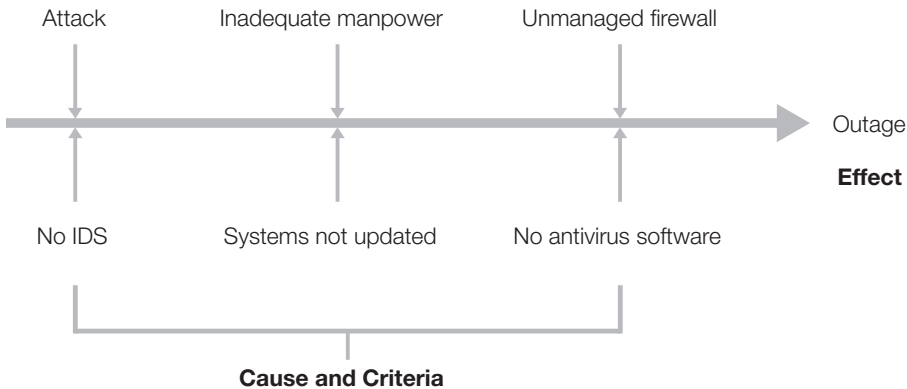 Attack
Inadequate manpower
Unmanaged firewall
Outage
Effect
No IDS
Systems not updated
No antivirus software
Cause and Criteria